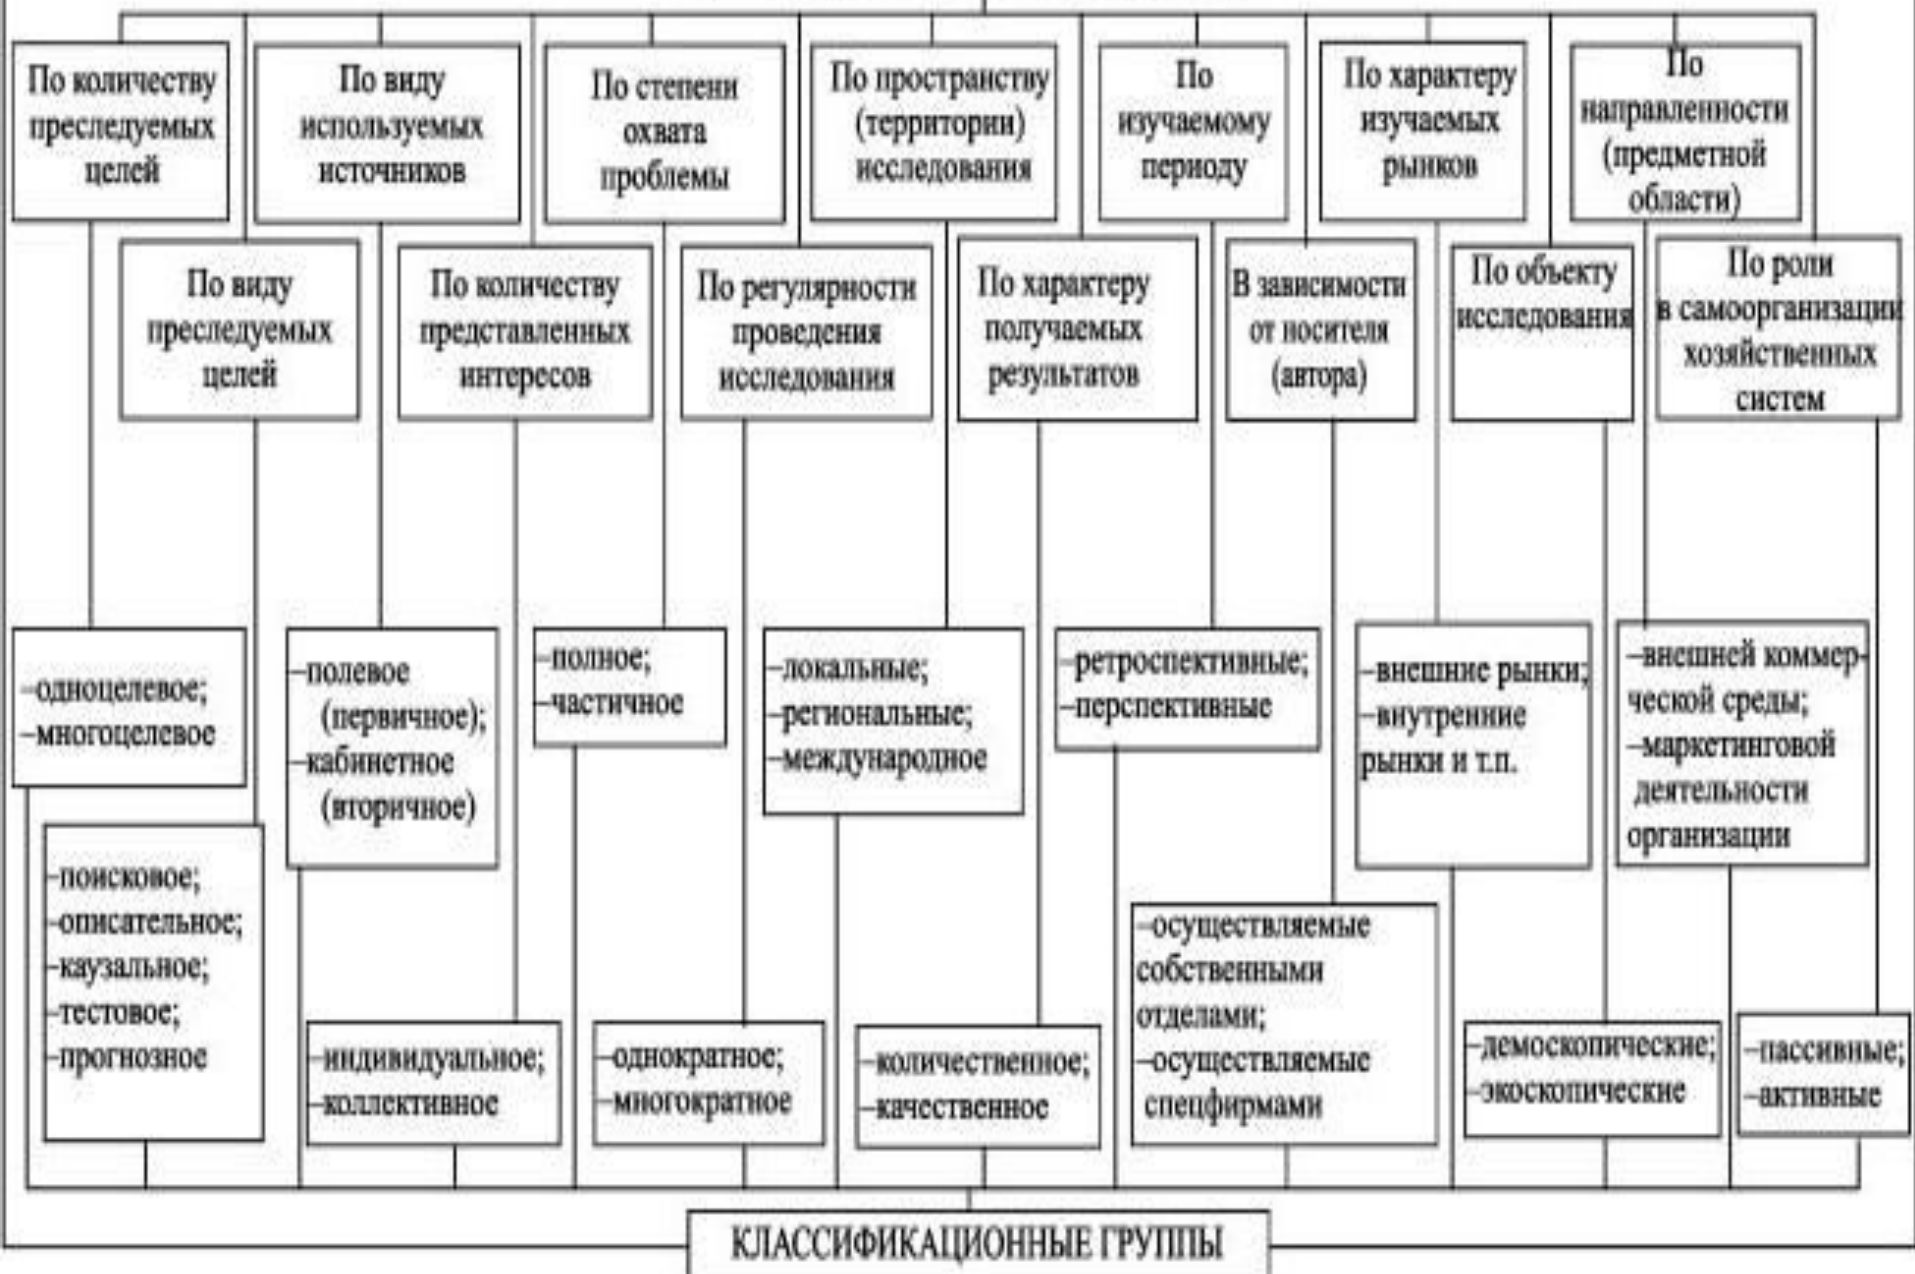 По количеству
преследуемых
целей
По виду
используемых
источников
По степени
охвата
проблемы
По пространству
(территории)
исследования
По
изучаемому
периоду
По характеру
изучаемых
рынков
По
направленности
(предметной
области)
По виду
преследуемых
целей
По количеству
представленных
интересов
По регулярности
проведения
исследования
По характеру
получаемых
результатов
В зависимости
от носителя
(автора)
По объекту
исследования
По роли
в самоорганизации
хозяйственных
систем
–одноцелевое;
–многоцелевое
–полевое
(первичное);
–кабинетное
(вторичное)
–полное;
–частичное
–локальные;
–региональные;
–международное
–ретроспективные;
–перспективные
–внешние рынки;
–внутренние
рынки и т.п.
–внешней коммер-
ческой среды;
–маркетинговой
деятельности
организации
–поисковое;
–описательное;
–каузальное;
–тестовое;
–прогнозное
–индивидуальное;
–коллективное
–однократное;
–многократное
–количественное;
–качественное
–осуществляемые
собственными
отделами;
–осуществляемые
спецфирмами
–демоскопические;
–экоскопические
–пассивные;
–активные
КЛАССИФИКАЦИОННЫЕ ГРУППЫ